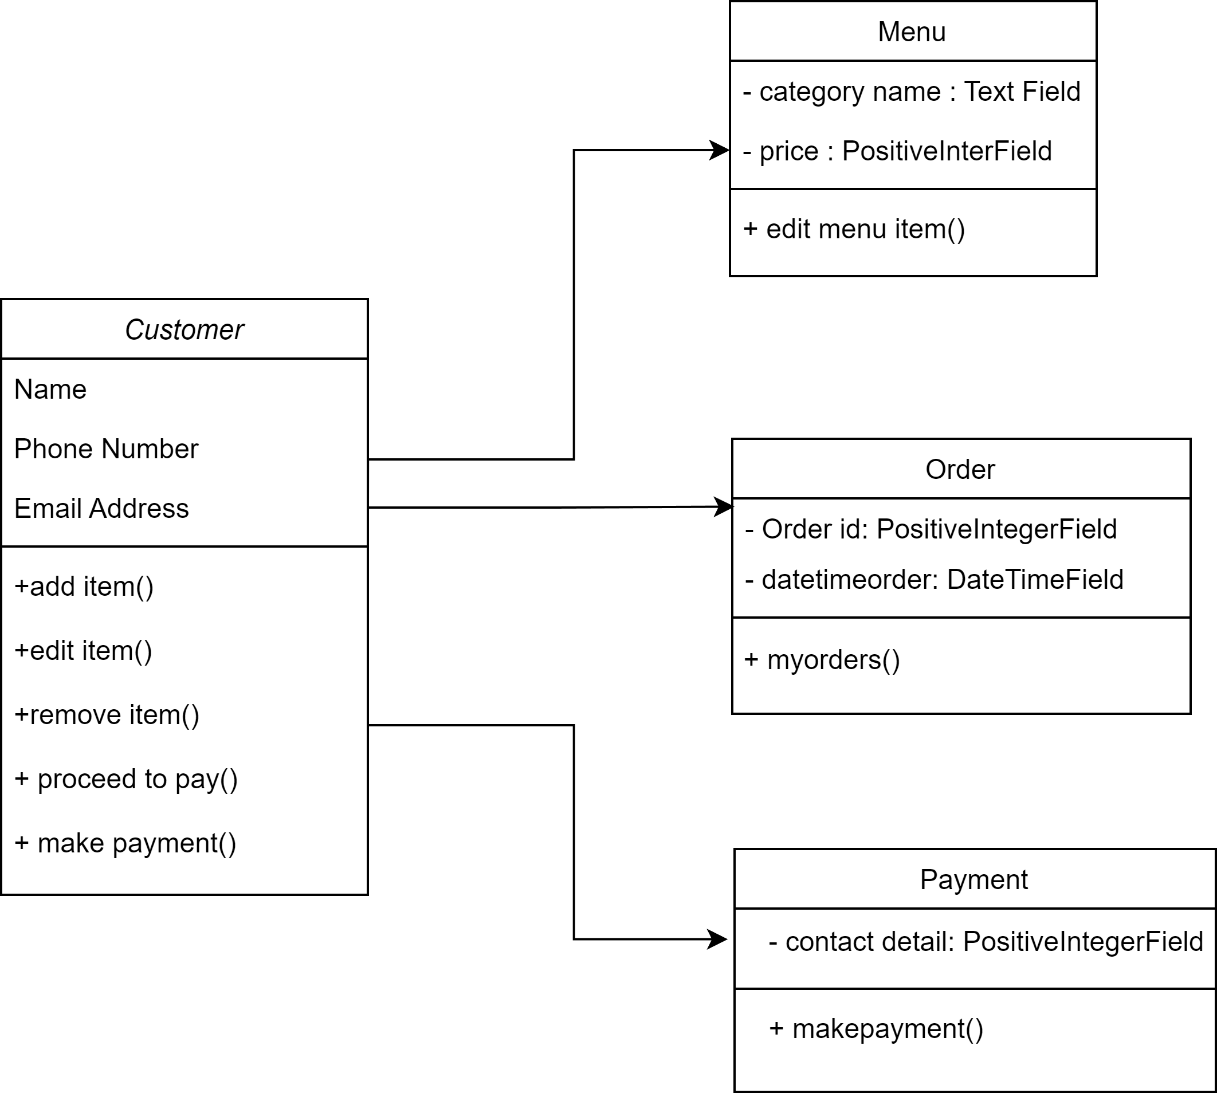 Menu
- category name : Text Field
- price : PositiveInterField
+ edit menu item()
Customer
Name
Phone Number
Email Address
+add item()
+edit item()
+remove item()
+ proceed to pay()
+ make payment()
Order
- Order id: PositiveIntegerField
- datetimeorder: DateTimeField
+ myorders()
Payment
- contact detail: PositiveIntegerField
+ makepayment()